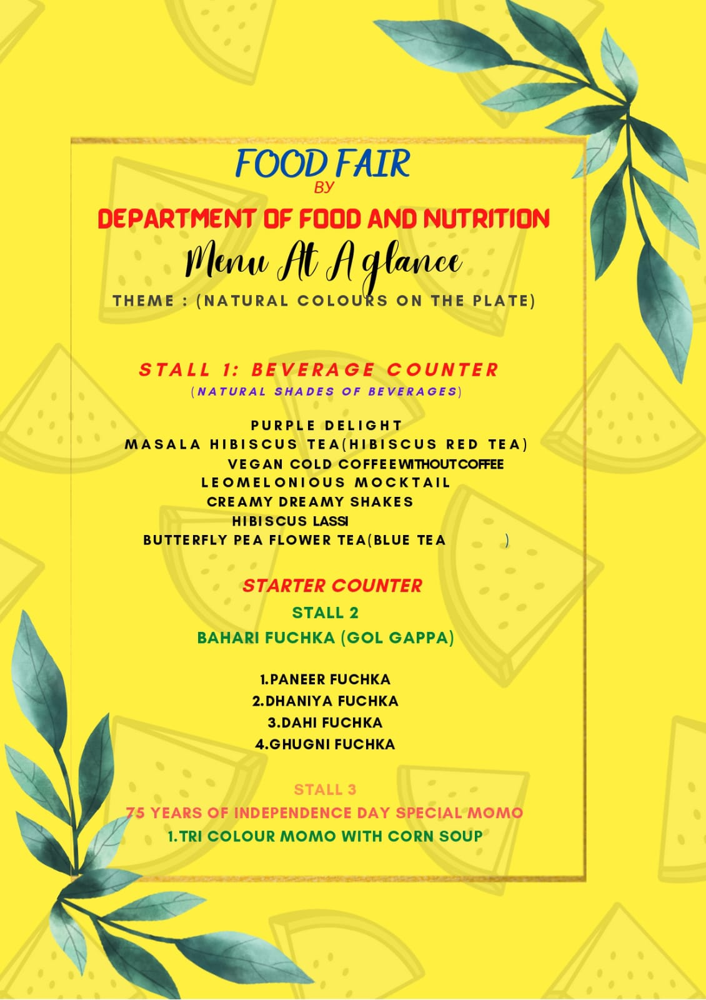 FOOD FAIR
BY
DEPARTMENT OF FOOD AND NUTRITION
Menu At A glance
THEME : (NATURAL COLOURS ON THE PLATE)
STALL 1: BEVERAGE COUNTER
(NATURAL SHADES OF BEVERAGES)
PURPLE DELIGHT
MASALA HIBISCUS TEA(HIBISCUS RED TEA)
VEGAN COLD COFFEE WITHOUT COFFEE
LEOMELONIOUS MOCKTAIL
CREAMY DREAMY SHAKES
HIBISCUS LASSI
BUTTERFLY PEA FLOWER TEA(BLUE TEA )
STARTER COUNTER
STALL 2
BAHARI FUCHKA (GOL GAPPA)
1.PANEER FUCHKA
2.DHANIYA FUCHKA
3.DAHI FUCHKA
4.GHUGNI FUCHKA
STALL 3
75 YEARS OF INDEPENDENCE DAY SPECIAL MOMO
1.TRI COLOUR MOMO WITH CORN SOUP